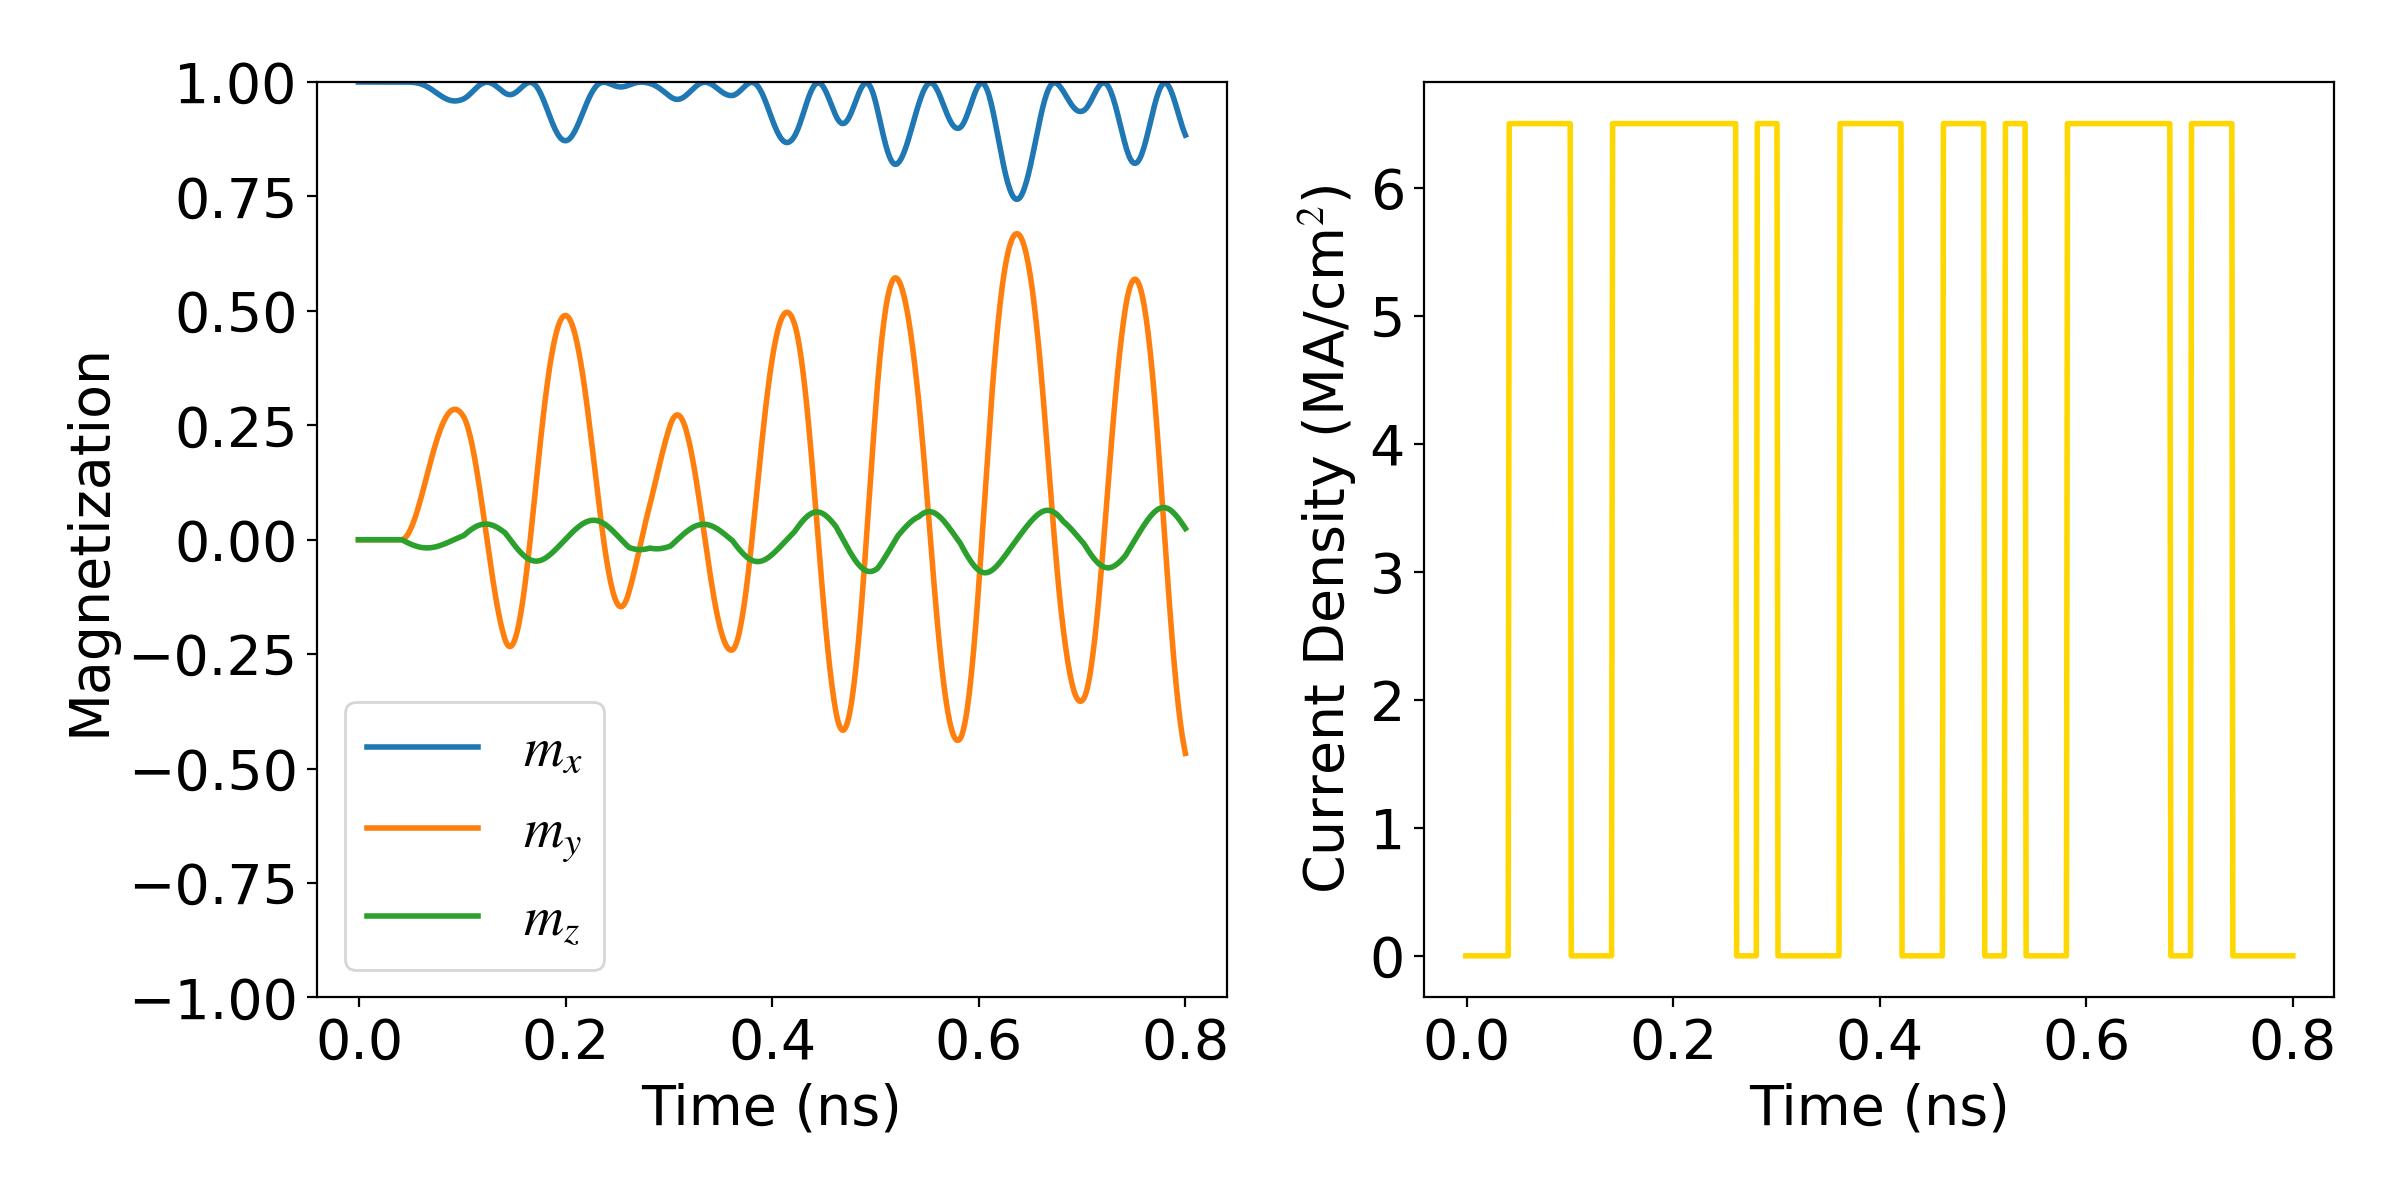 1.00
0.75
0.50
0.25
0.00
−0.25
−0.50
−0.75
−1.00
Magnetization
m_x
m_y
m_z
0.0 0.2 0.4 0.6 0.8
Time (ns)
6
5
4
3
2
1
0
Current Density (MA/cm²)
0.0 0.2 0.4 0.6 0.8
Time (ns)